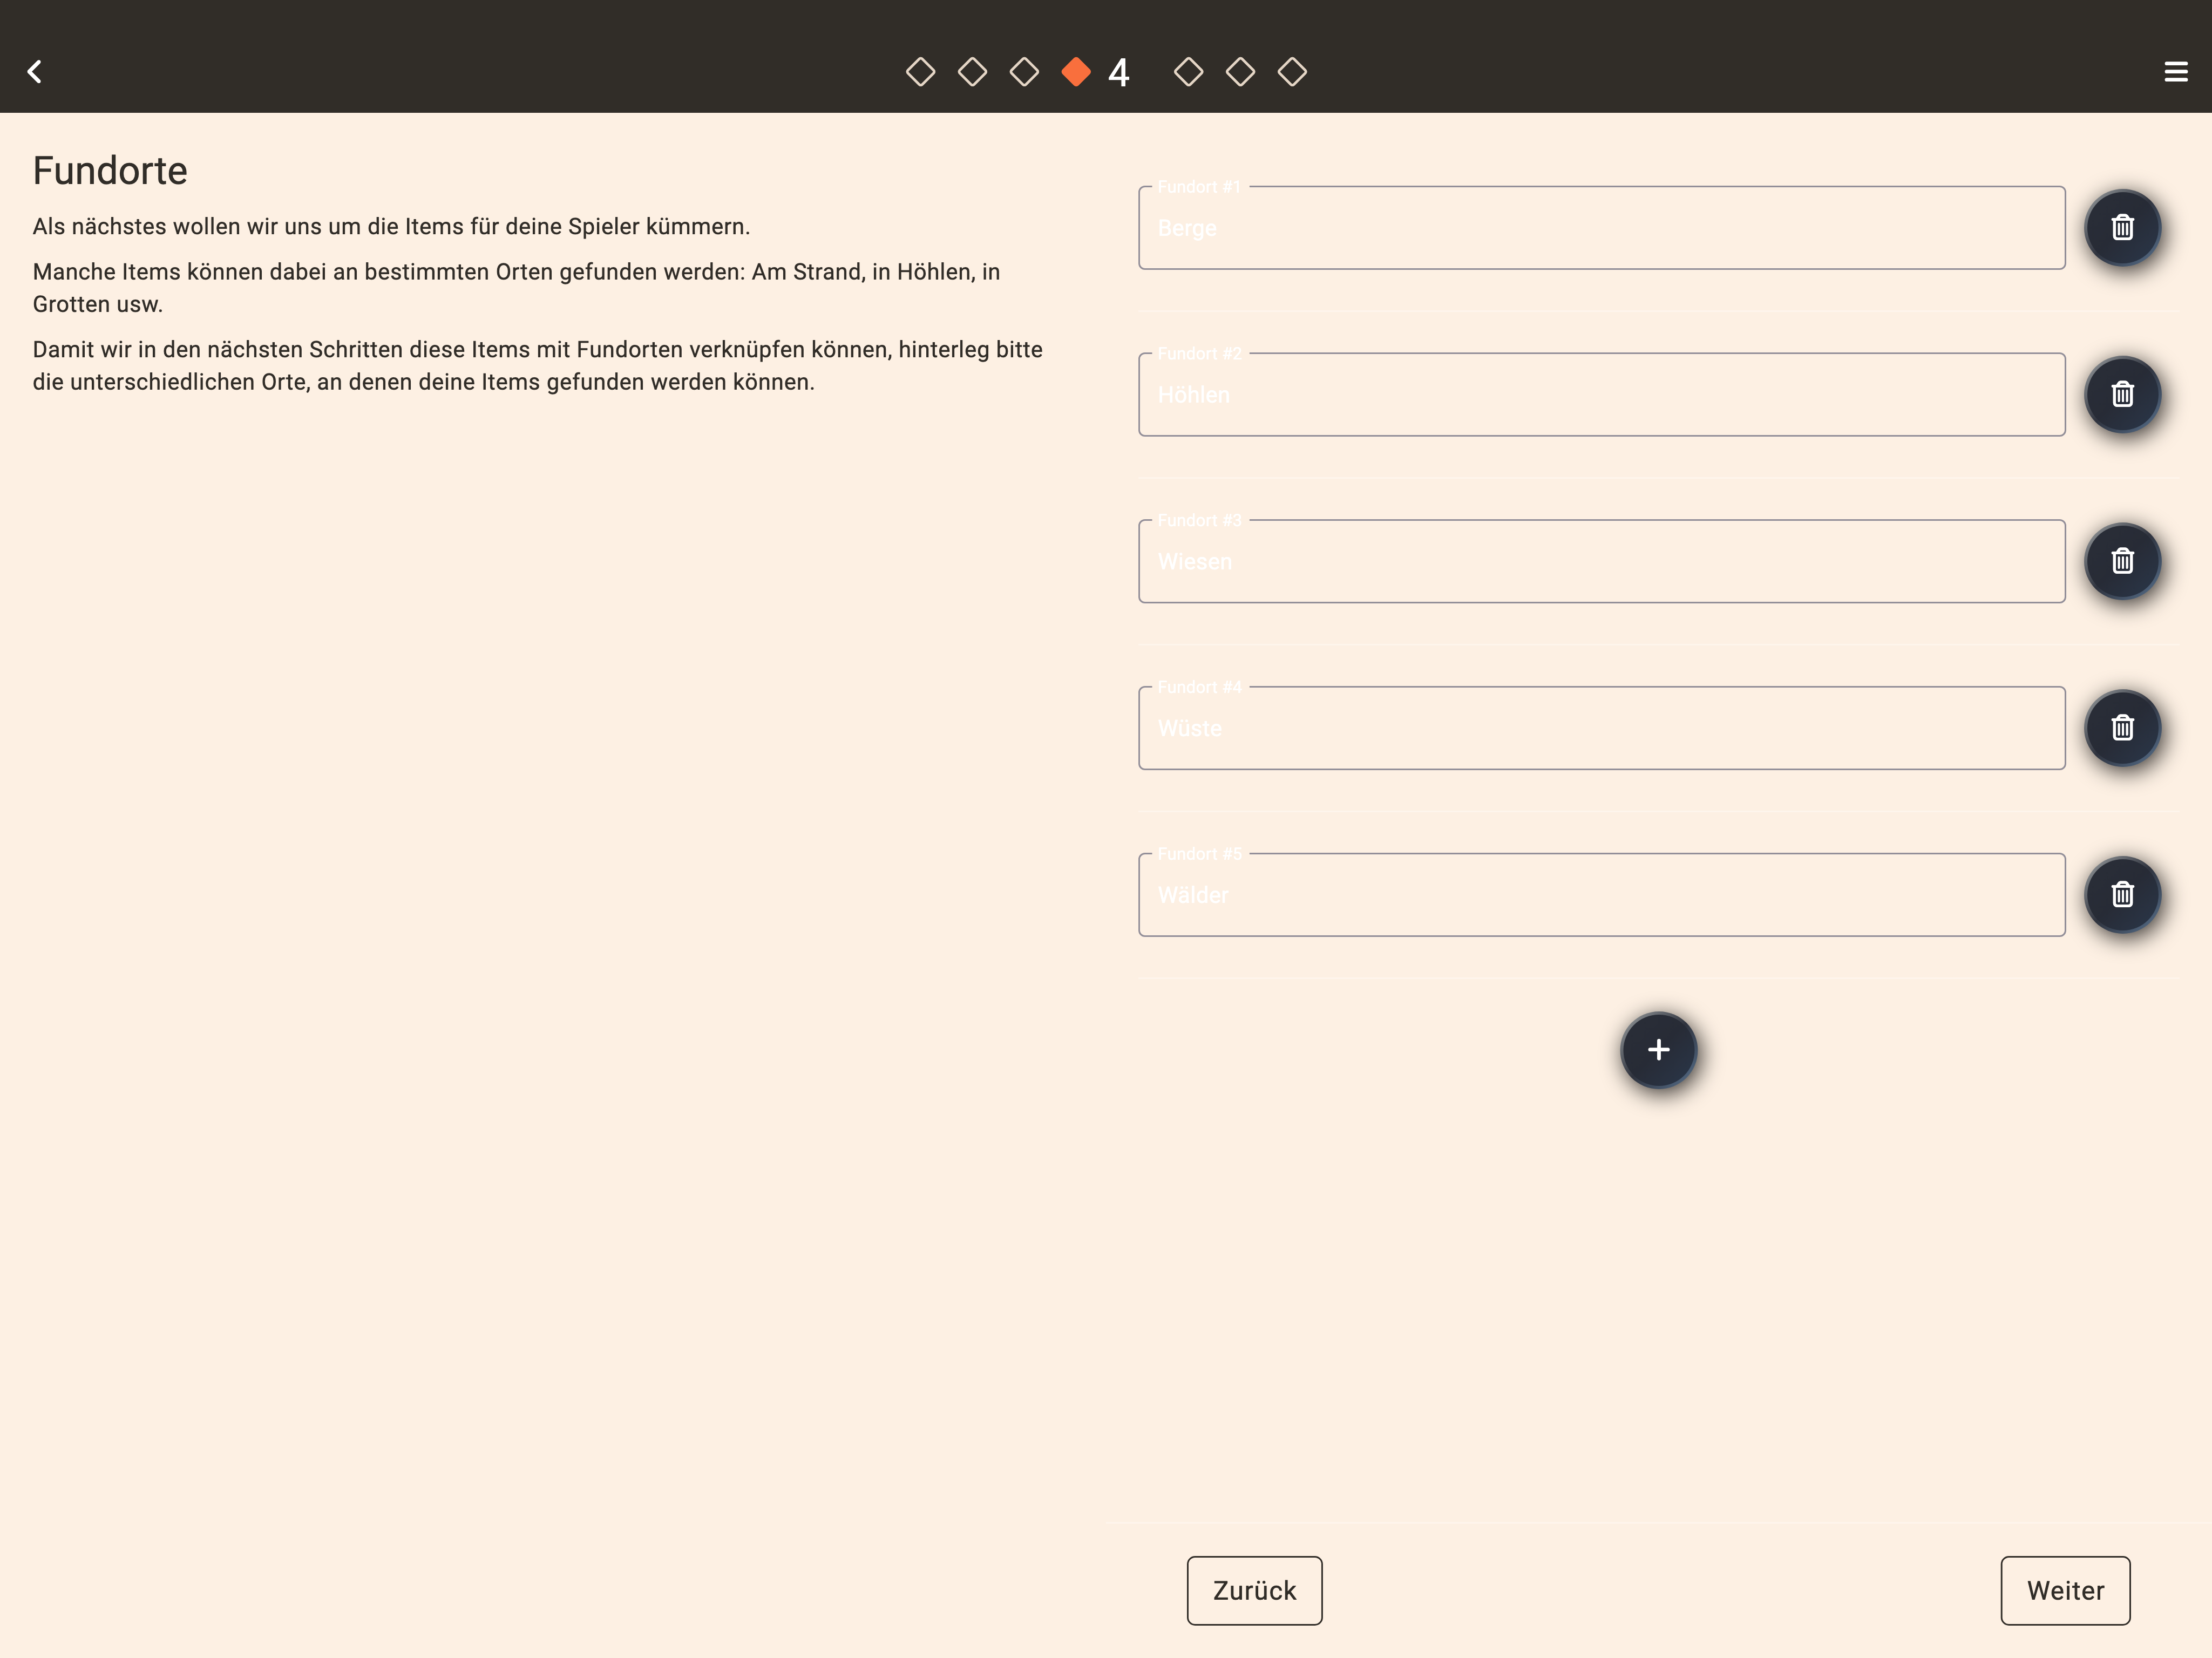 4
Fundorte
Als nächstes wollen wir uns um die Items für deine Spieler kümmern.
Manche Items können dabei an bestimmten Orten gefunden werden: Am Strand, in Höhlen, in
Grotten usw.
Damit wir in den nächsten Schritten diese Items mit Fundorten verknüpfen können, hinterleg bitte
die unterschiedlichen Orte, an denen deine Items gefunden werden können.
Fundort #1
Berge
Fundort #2
Höhlen
Fundort #3
Wiesen
Fundort #4
Wüste
Fundort #5
Wälder
Zurück
Weiter